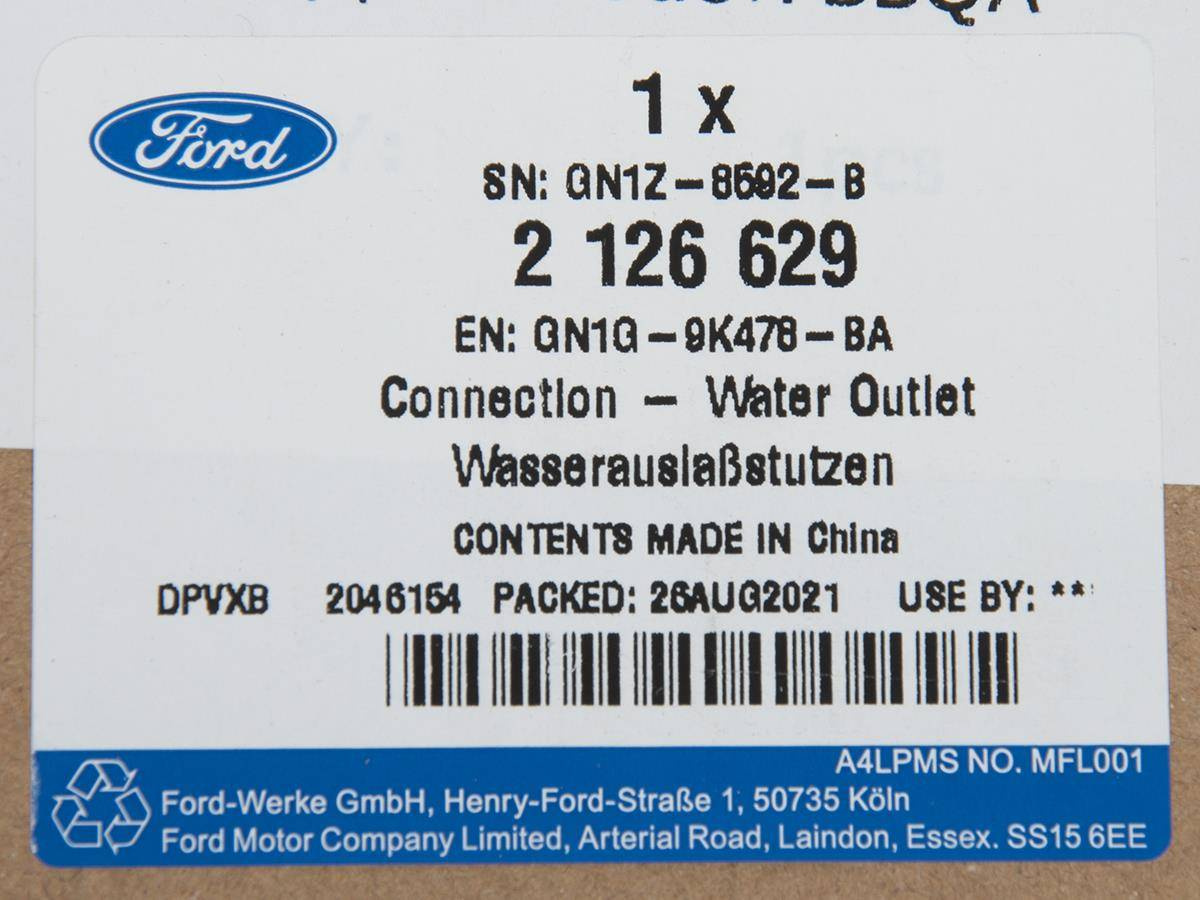 Ford
1 x
SN: GN1Z-8592-B
2 126 629
EN: GN1G-9K478-BA
Connection - Water Outlet
Wasserauslaßstutzen
CONTENTS MADE IN China
DPVXB 2046154 PACKED: 26AUG2021 USE BY: **
A4LPMS NO. MFL001
Ford-Werke GmbH, Henry-Ford-Straße 1, 50735 Köln
Ford Motor Company Limited, Arterial Road, Laindon, Essex. SS15 6EE